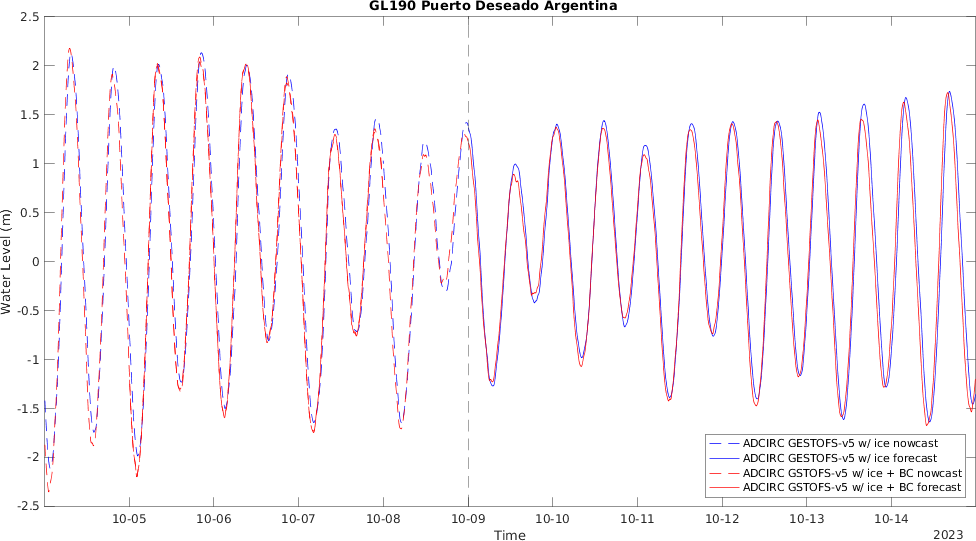 GL190 Puerto Deseado Argentina
2.5
2
1.5
1
0.5
0
-0.5
-1
-1.5
-2
-2.5
Water Level (m)
ADCIRC GESTOFS-v5 w/ ice nowcast
ADCIRC GESTOFS-v5 w/ ice forecast
ADCIRC GSTOFS-v5 w/ ice + BC nowcast
ADCIRC GSTOFS-v5 w/ ice + BC forecast
10-05 10-06 10-07 10-08 10-09 10-10 10-11 10-12 10-13 10-14
Time
2023